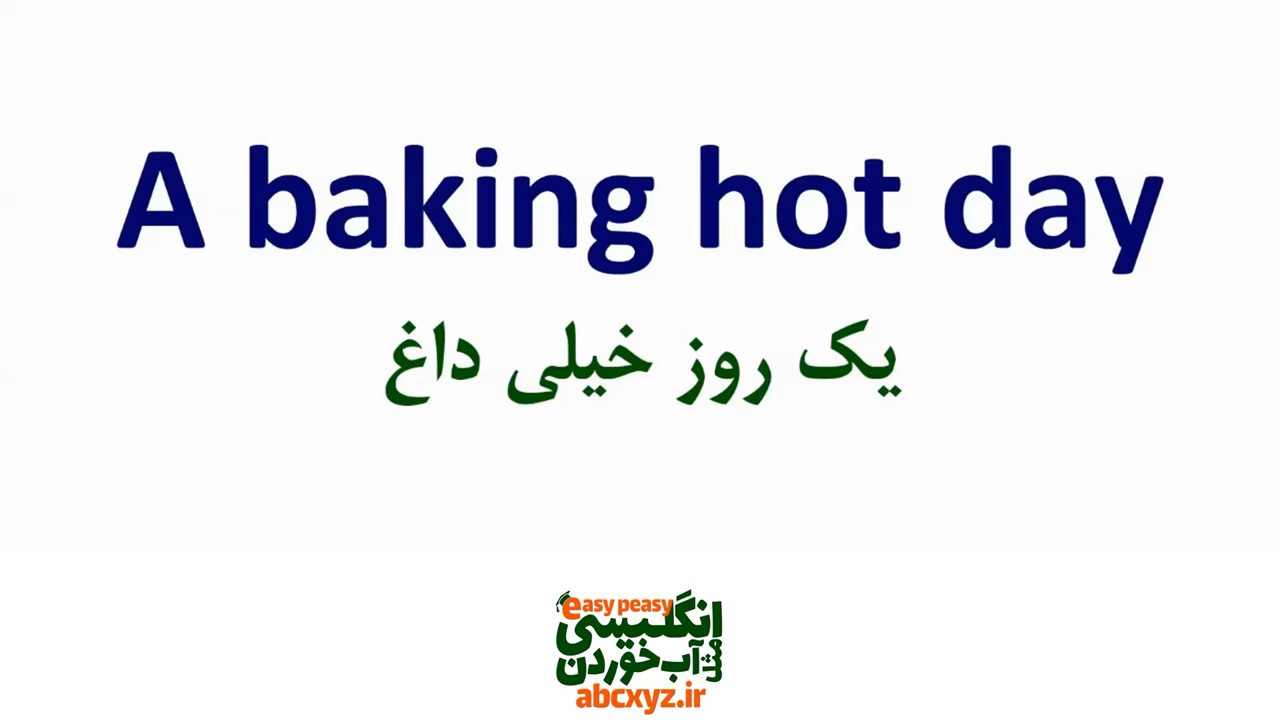 A baking hot day
یک روز خیلی داغ
easy peasy
انگلیسی
مثل آب خوردن
abcxyz.ir